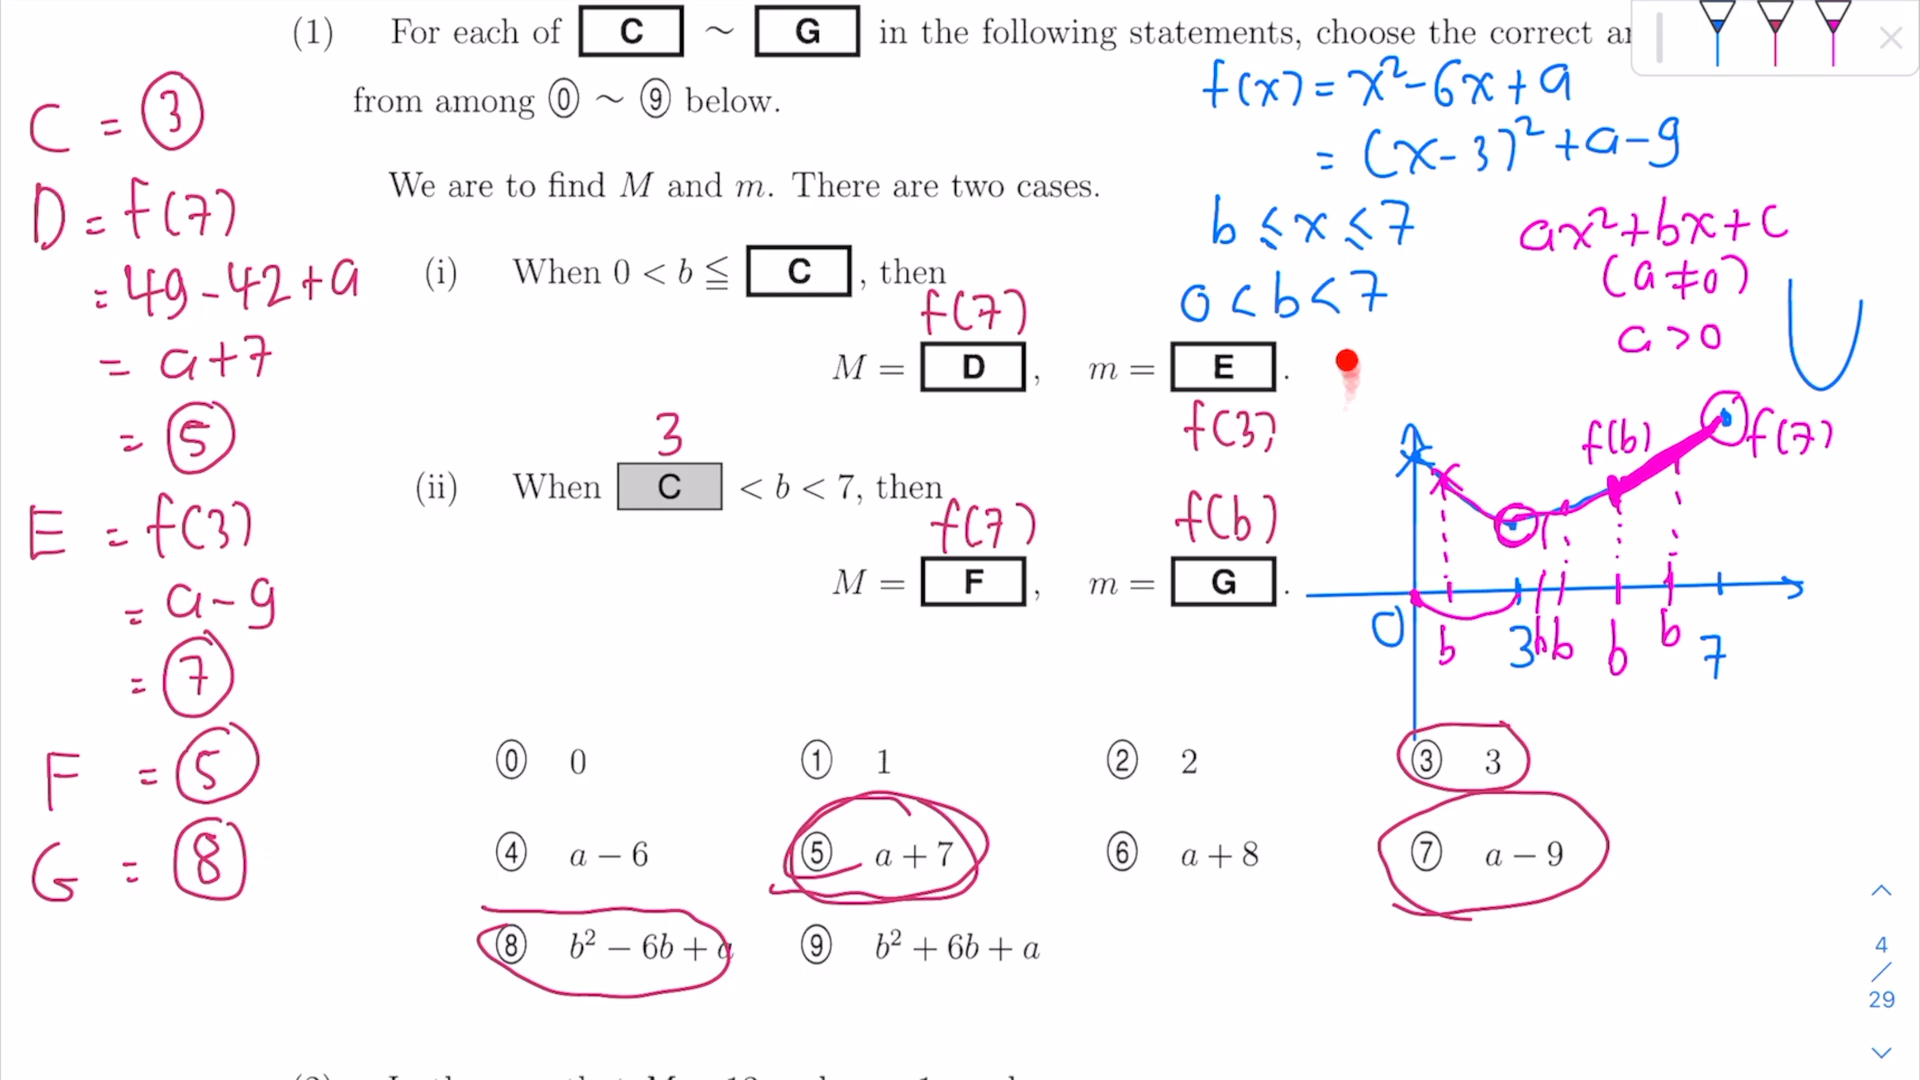 (1) For each of C ~ G in the following statements, choose the correct
from among ⓪ ~ ⑨ below.
We are to find M and m. There are two cases.
(i) When 0 < b ≦ C, then
f(7)
M = D, m = E.
f(3)
3
(ii) When C < b < 7, then
f(7) f(b)
M = F, m = G.
⓪ 0 ① 1 ② 2 ③ 3
④ a − 6 ⑤ a + 7 ⑥ a + 8 ⑦ a − 9
⑧ b² − 6b + a ⑨ b² + 6b + a
C = ③
D = f(7)
= 49 - 42 + a
= a + 7
= ⑤
E = f(3)
= a - 9
= ⑦
F = ⑤
G = ⑧
f(x) = x² - 6x + a
= (x - 3)² + a - 9
b ≤ x ≤ 7
0 < b < 7
ax² + bx + c
(a ≠ 0)
a > 0
f(b) f(7)
0 b 3 b b b b 7
4
/
29